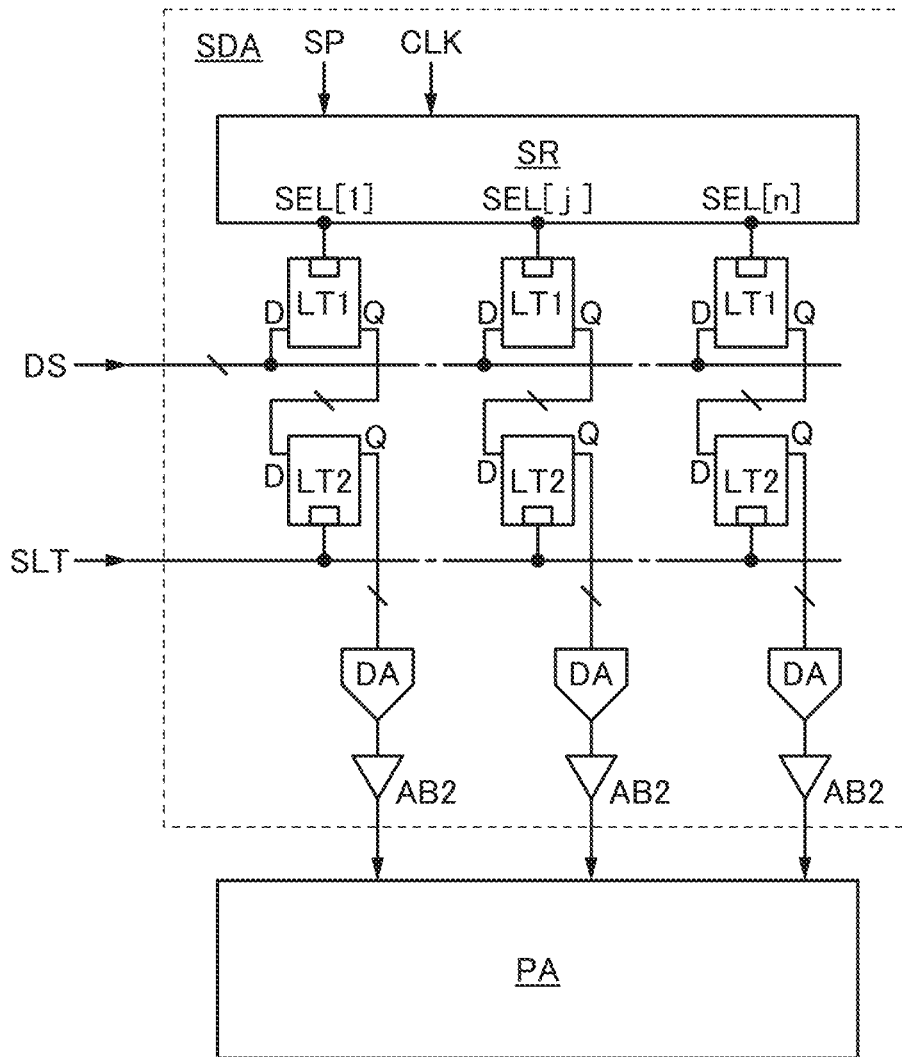 SDA SP CLK
SR
SEL[1] SEL[j] SEL[n]
LT1 LT1 LT1
D Q D Q D Q
DS
Q Q Q
D D D
LT2 LT2 LT2
SLT
DA DA DA
AB2 AB2 AB2
PA